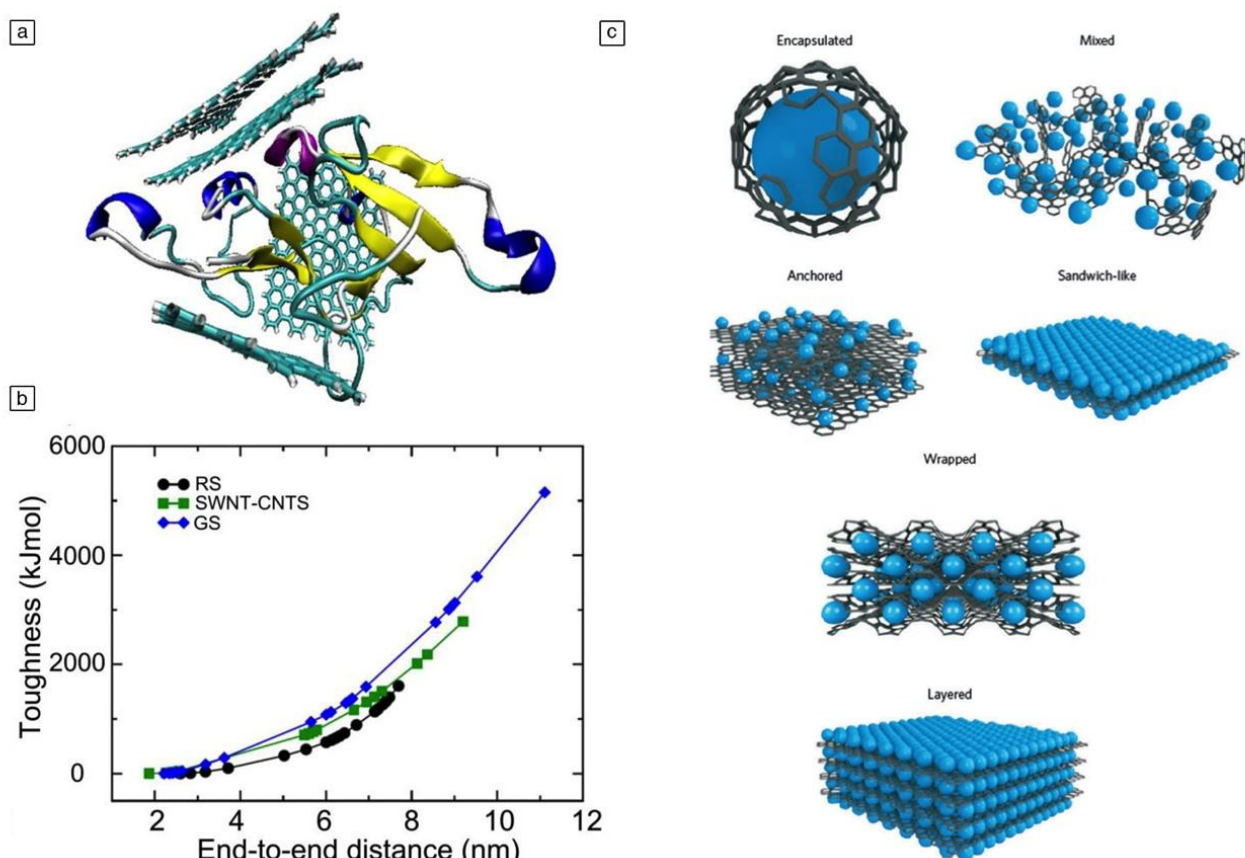 a
b
6000
4000
2000
0
Toughness (kJmol)
RS
SWNT-CNTS
GS
2 4 6 8 10 12
End-to-end distance (nm)
c
Encapsulated Mixed
Anchored Sandwich-like
Wrapped
Layered